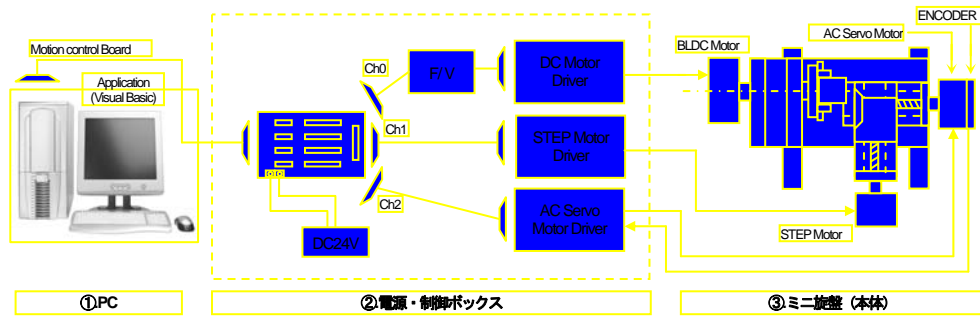 ENCODER
AC Servo Motor
BLDC Motor
Motion control Board
Application
(Visual Basic)
Ch0
F/V
DC Motor
Driver
Ch1
STEP Motor
Driver
Ch2
AC Servo
Motor Driver
DC24V
STEP Motor
①.PC
②.電源・制御ボックス
③.ミニ旋盤（本体）